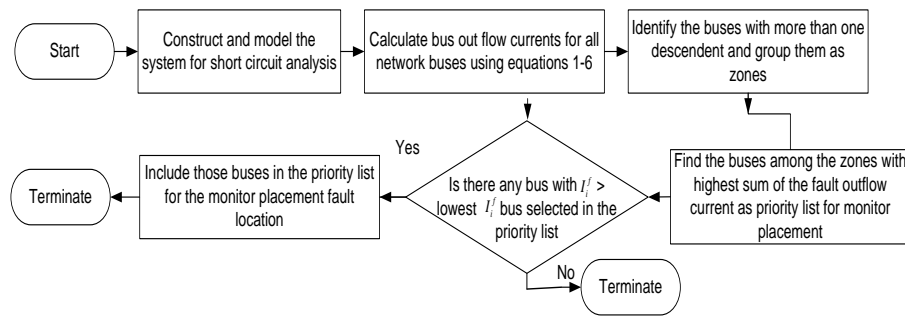 Start
Construct and model the
system for short circuit analysis
Calculate bus out flow currents for all
network buses using equations 1-6
Identify the buses with more than one
descendent and group them as
zones
Find the buses among the zones with
highest sum of the fault outflow
current as priority list for monitor
placement
Is there any bus with I_i^f >
lowest I_i^f bus selected in the
priority list
Yes
Include those buses in the priority list
for the monitor placement fault
location
Terminate
No
Terminate